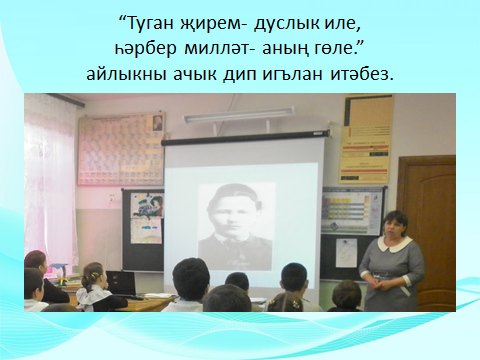 “Туган җирем- дуслык иле,
һәрбер милләт- аның гөле.”
айлыкны ачык дип игълан итәбез.